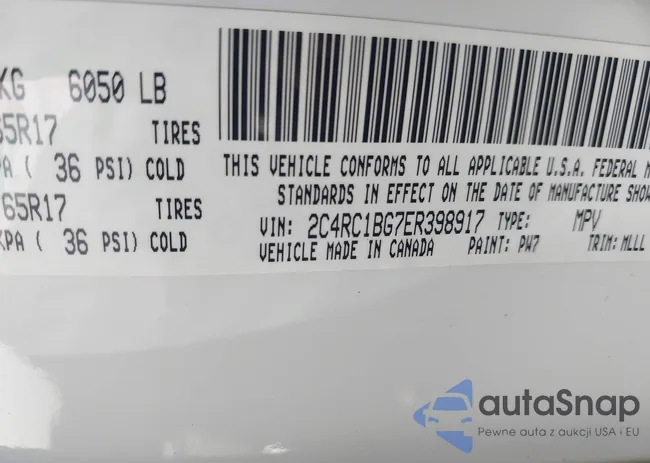 KG 6050 LB
65R17 TIRES
PA ( 36 PSI) COLD
65R17 TIRES
KPA ( 36 PSI) COLD
THIS VEHICLE CONFORMS TO ALL APPLICABLE U.S.A. FEDERAL M
STANDARDS IN EFFECT ON THE DATE OF MANUFACTURE SHOW
VIN: 2C4RC1BG7ER398917 TYPE: MPV
VEHICLE MADE IN CANADA PAINT: PW7 TRIM: MLLL
autaSnap
Pewne auta z aukcji USA i EU